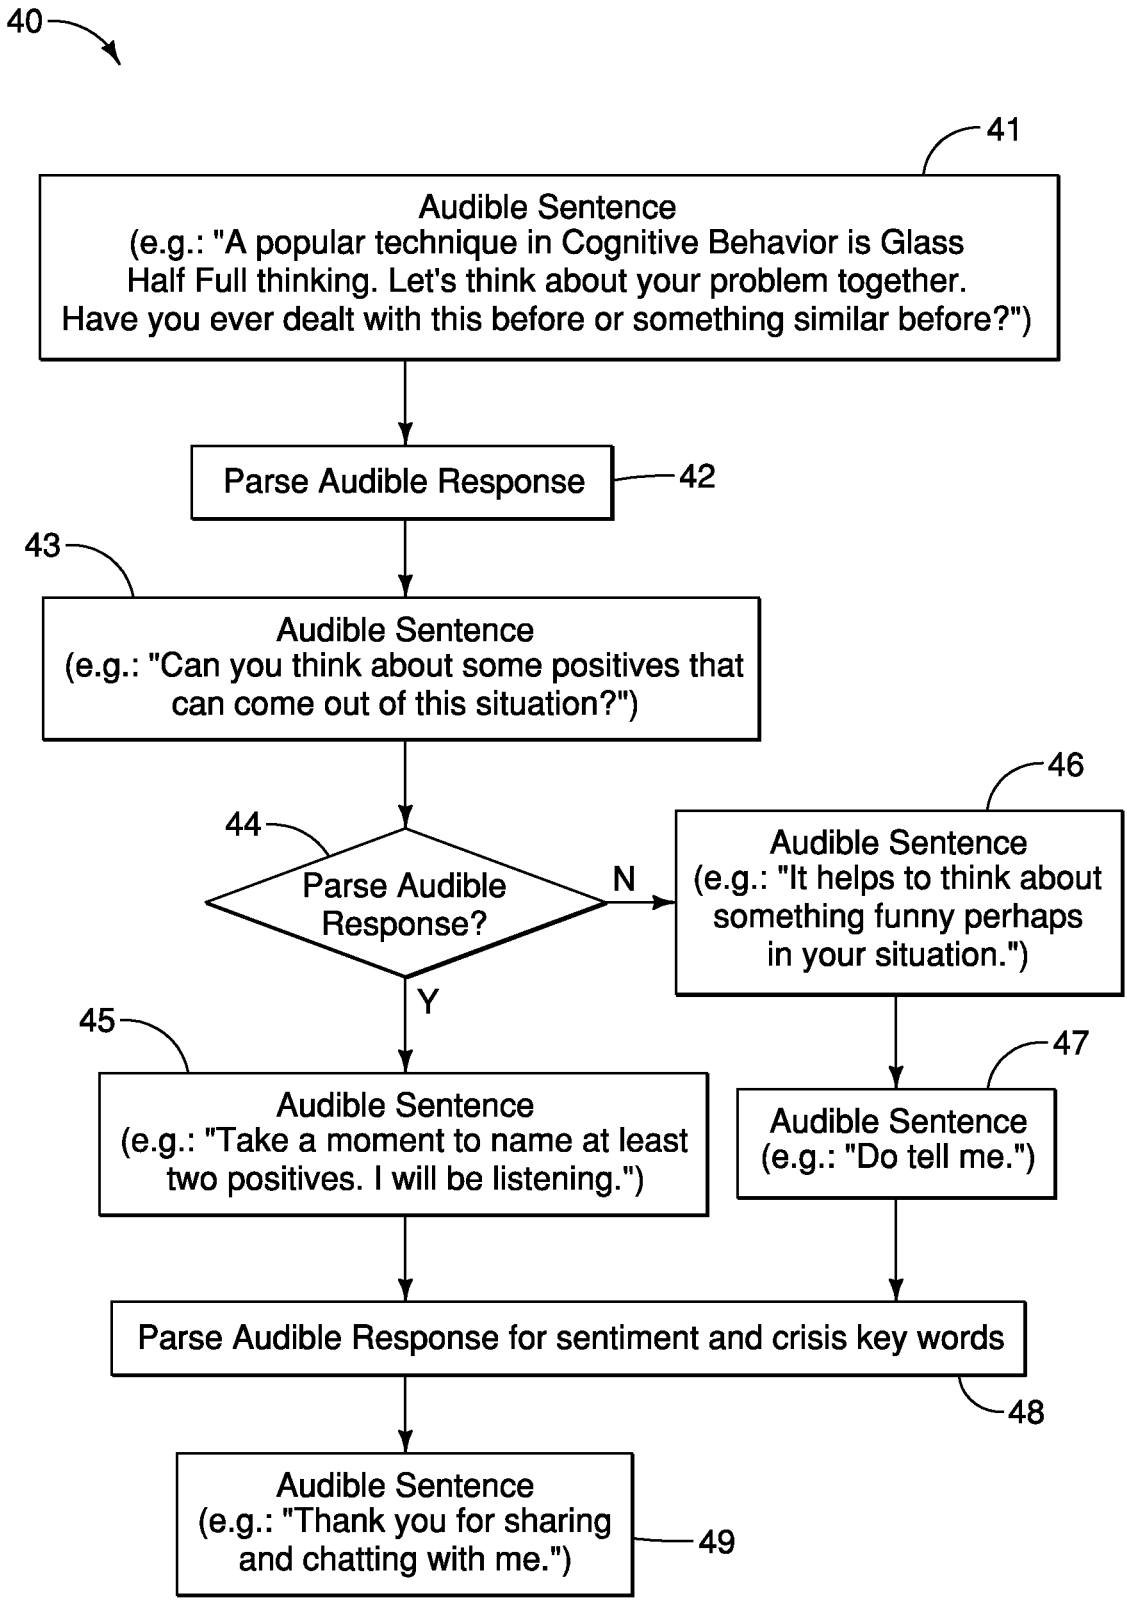 40
41
Audible Sentence
(e.g.: "A popular technique in Cognitive Behavior is Glass
Half Full thinking. Let's think about your problem together.
Have you ever dealt with this before or something similar before?")
Parse Audible Response
42
43
Audible Sentence
(e.g.: "Can you think about some positives that
can come out of this situation?")
44
Parse Audible
Response?
N
Y
46
Audible Sentence
(e.g.: "It helps to think about
something funny perhaps
in your situation.")
45
Audible Sentence
(e.g.: "Take a moment to name at least
two positives. I will be listening.")
47
Audible Sentence
(e.g.: "Do tell me.")
Parse Audible Response for sentiment and crisis key words
48
Audible Sentence
(e.g.: "Thank you for sharing
and chatting with me.")
49